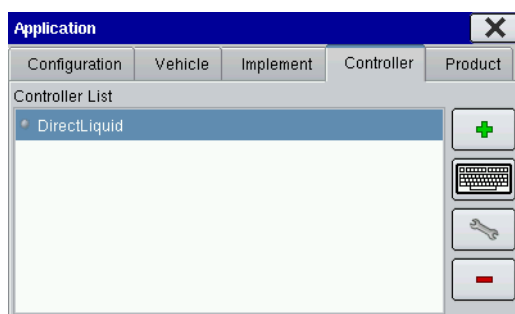 Application
Configuration Vehicle Implement Controller Product
Controller List
DirectLiquid